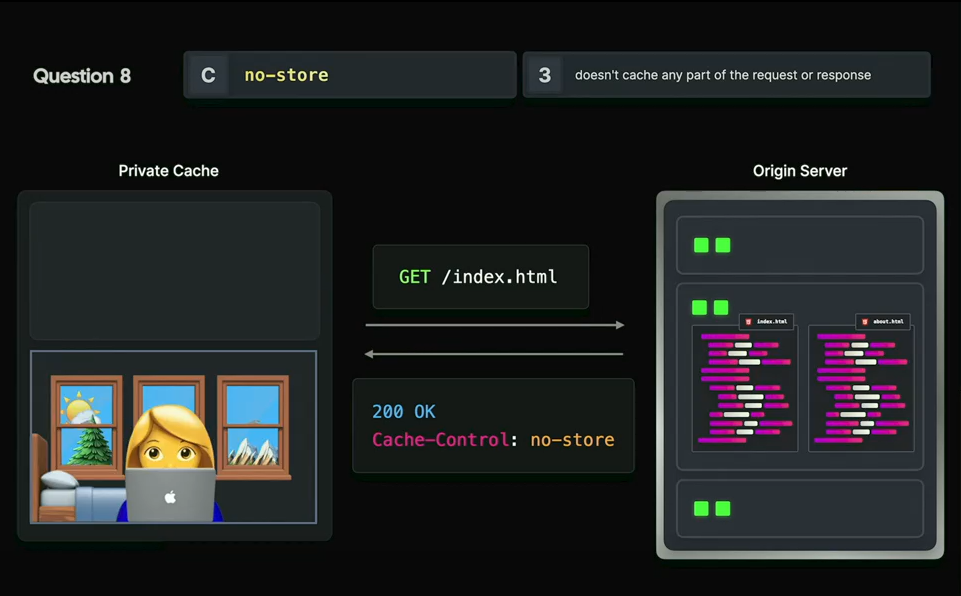 Question 8
C
no-store
3
doesn't cache any part of the request or response
Private Cache
Origin Server
GET /index.html
index.html
about.html
200 OK
Cache-Control: no-store